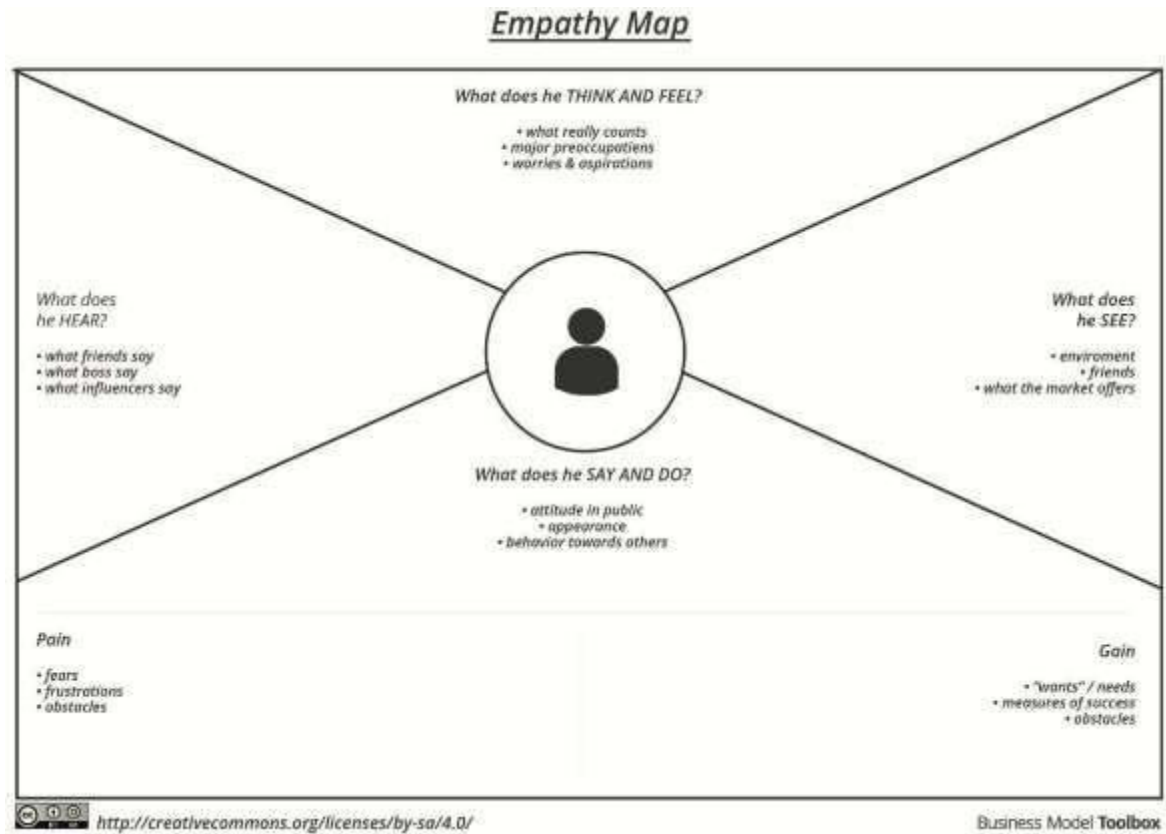 Empathy Map
What does he THINK AND FEEL?
• what really counts
• major preoccupatiens
• worries & aspirations
What does
he HEAR?
• what friends say
• what boss say
• what influencers say
What does
he SEE?
• enviroment
• friends
• what the market offers
What does he SAY AND DO?
• attitude in public
• appearance
• behavior towards others
Pain
• fears
• frustrations
• obstacles
Gain
• "wants" / needs
• measures of success
• obstacles
cc
http://creativecommons.org/licenses/by-sa/4.0/
Business Model Toolbox